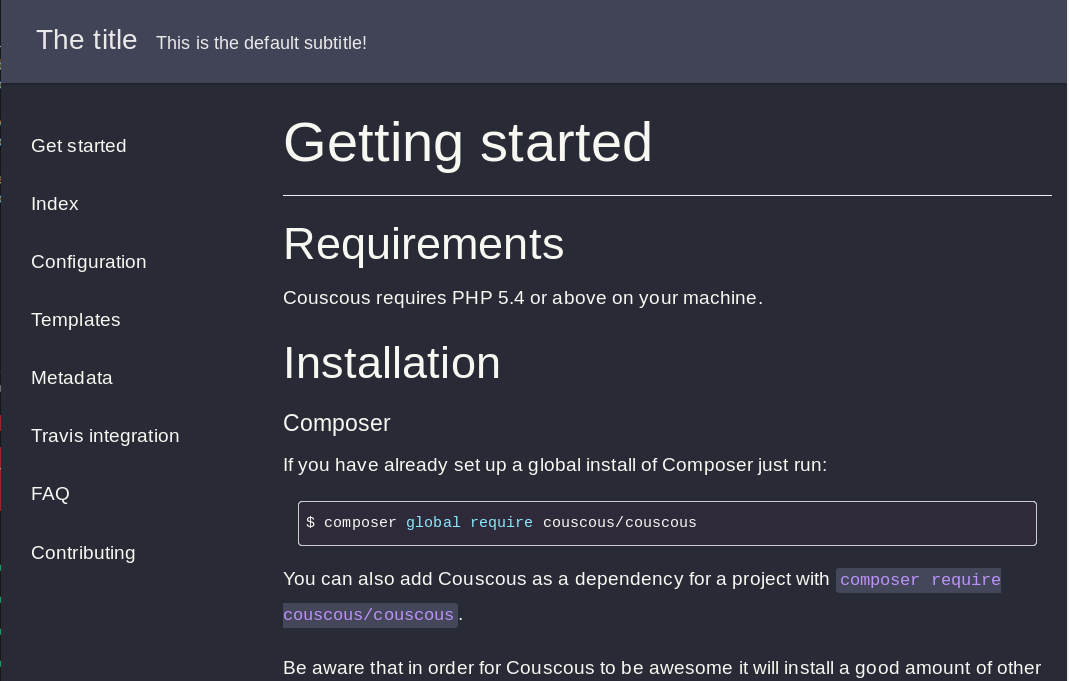 The title This is the default subtitle!
Get started
Index
Configuration
Templates
Metadata
Travis integration
FAQ
Contributing
Getting started
Requirements
Couscous requires PHP 5.4 or above on your machine.
Installation
Composer
If you have already set up a global install of Composer just run:
$ composer global require couscous/couscous
You can also add Couscous as a dependency for a project with composer require
couscous/couscous.
Be aware that in order for Couscous to be awesome it will install a good amount of other